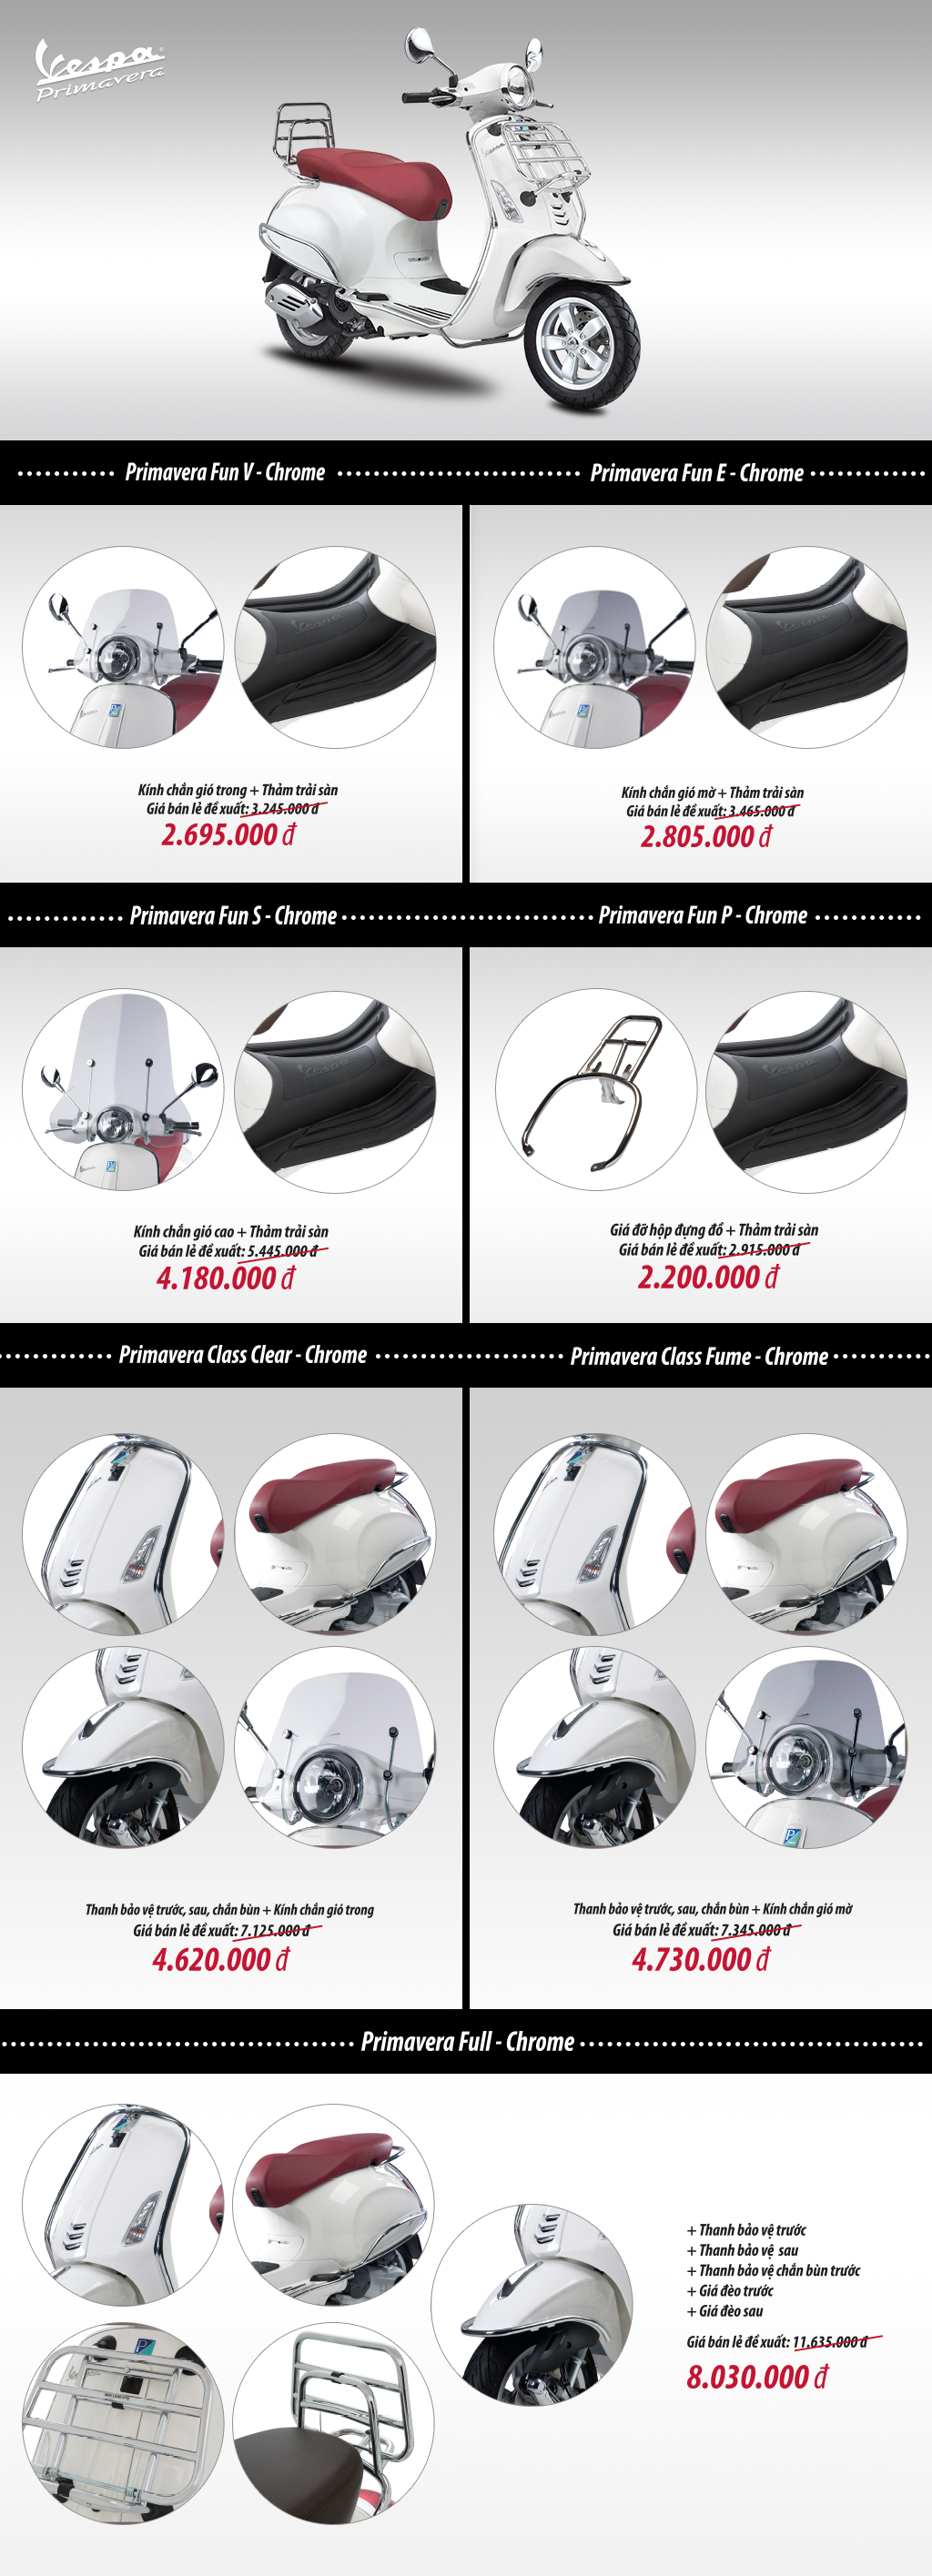 Vespa
Primavera
Primavera Fun V - Chrome
Primavera Fun E - Chrome
Kính chắn gió trong + Thảm trải sàn
Giá bán lẻ đề xuất: 3.245.000 đ
2.695.000 đ
Kính chắn gió mờ + Thảm trải sàn
Giá bán lẻ đề xuất: 3.465.000 đ
2.805.000 đ
Primavera Fun S - Chrome
Primavera Fun P - Chrome
Kính chắn gió cao + Thảm trải sàn
Giá bán lẻ đề xuất: 5.445.000 đ
4.180.000 đ
Giá đỡ hộp đựng đồ + Thảm trải sàn
Giá bán lẻ đề xuất: 2.915.000 đ
2.200.000 đ
Primavera Class Clear - Chrome
Primavera Class Fume - Chrome
Thanh bảo vệ trước, sau, chắn bùn + Kính chắn gió trong
Giá bán lẻ đề xuất: 7.125.000 đ
4.620.000 đ
Thanh bảo vệ trước, sau, chắn bùn + Kính chắn gió mờ
Giá bán lẻ đề xuất: 7.345.000 đ
4.730.000 đ
Primavera Full - Chrome
+ Thanh bảo vệ trước
+ Thanh bảo vệ sau
+ Thanh bảo vệ chắn bùn trước
+ Giá đèo trước
+ Giá đèo sau
Giá bán lẻ đề xuất: 11.635.000 đ
8.030.000 đ